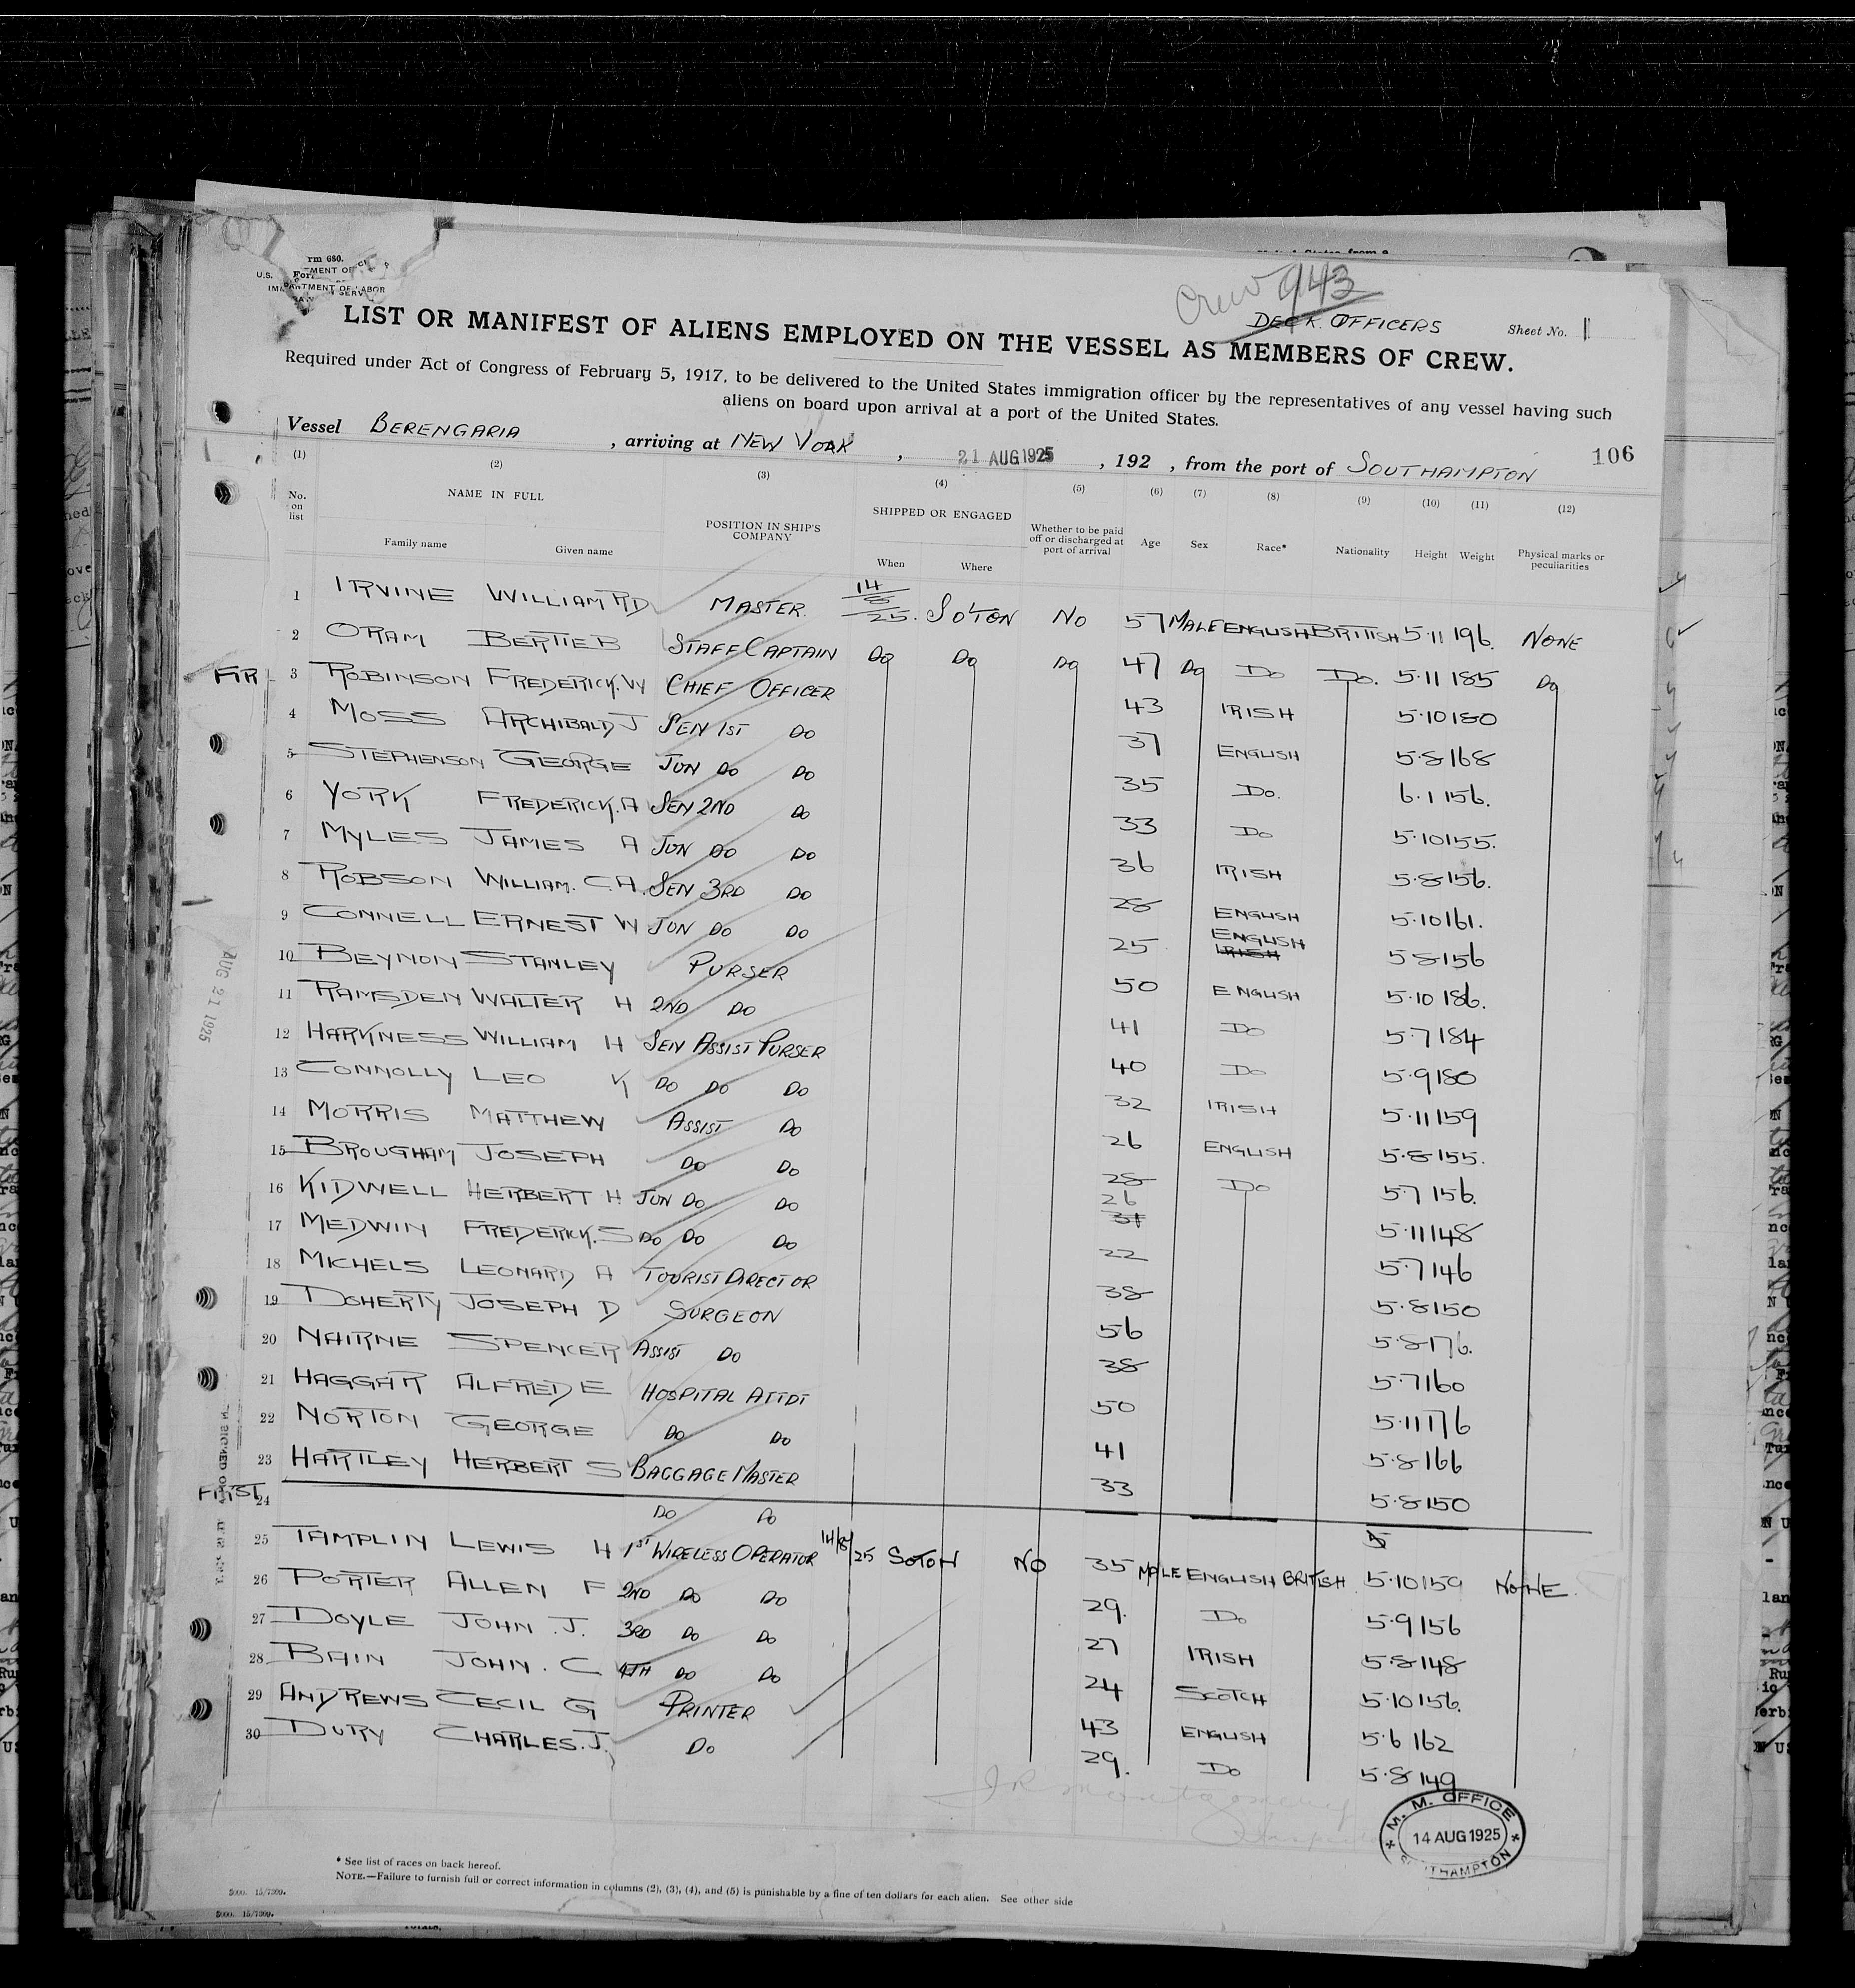 rm 680.
U.S. DEPARTMENT OF LABOR
Crew 943
DECK. OFFICERS Sheet No. 1
LIST OR MANIFEST OF ALIENS EMPLOYED ON THE VESSEL AS MEMBERS OF CREW.
Required under Act of Congress of February 5, 1917, to be delivered to the United States immigration officer by the representatives of any vessel having such
aliens on board upon arrival at a port of the United States.
Vessel BERENGARIA , arriving at NEW YORK , 21 AUG 1925 , 192 , from the port of SOUTHAMPTON 106
(1) (2) (3) (4) (5) (6) (7) (8) (9) (10) (11) (12)
No. on list NAME IN FULL Family name Given name POSITION IN SHIP'S COMPANY SHIPPED OR ENGAGED When Where Whether to be paid off or discharged at port of arrival Age Sex Race* Nationality Height Weight Physical marks or peculiarities
1 IRVINE WILLIAM RD MASTER. 14/8/25. SO'TON NO 57 MALE ENGLISH BRITISH 5·11 196. NONE
2 ORAM BERTIE B STAFF CAPTAIN DO DO DO 47 DO DO DO. 5·11 185 DO
3 ROBINSON FREDERICK. W CHIEF OFFICER 43 IRISH 5·10 180
4 MOSS ARCHIBALD J SEN 1ST DO 37 ENGLISH 5·8 168
5 STEPHENSON GEORGE JUN DO DO 35 DO. 6·1 156.
6 YORK FREDERICK. A SEN 2ND DO 33 DO 5·10 155.
7 MYLES JAMES A JUN DO DO 36 IRISH 5·8 156.
8 ROBSON WILLIAM. C.A. SEN 3RD DO 28 ENGLISH 5·10 161.
9 CONNELL ERNEST W JUN DO DO 25 ENGLISH IRISH 5 8 156
10 BEYNON STANLEY PURSER 50 ENGLISH 5·10 186.
11 RAMSDEN WALTER H 2ND DO 41 DO 5·7 184
12 HARKNESS WILLIAM H SEN ASSIST PURSER 40 DO 5·9 180
13 CONNOLLY LEO V DO DO DO 32 IRISH 5·11 159
14 MORRIS MATTHEW ASSIST DO 26 ENGLISH 5·8 155.
15 BROUGHAM JOSEPH DO DO 28 DO 5·7 156.
16 KIDWELL HERBERT H JUN DO DO 26 31 5·11 148
17 MEDWIN FREDERICK. S DO DO DO 22 5·7 146
18 MICHELS LEONARD A TOURIST DIRECTOR 38 5·8 150
19 DOHERTY JOSEPH D SURGEON 56 5·8 176.
20 NAIRNE SPENCER ASSIST DO 38 5·7 160
21 HAGGAR ALFRED E HOSPITAL ATTDT 50 5·11 176
22 NORTON GEORGE DO DO 41 5·8 166
23 HARTLEY HERBERT S BAGGAGE MASTER 33 5·8 150
FIRST 24 DO DO 5
25 TAMPLIN LEWIS H 1ST WIRELESS OPERATOR 14/8/25 SOTON NO 35 MALE ENGLISH BRITISH 5·10 159 NONE.
26 PORTER ALLEN F 2ND DO DO 29. DO 5·9 156
27 DOYLE JOHN. J. 3RD DO DO 27 IRISH 5·8 148
28 BAIN JOHN. C 4TH DO DO 24 SCOTCH 5·10 156.
29 ANDREWS CECIL G PRINTER 43 ENGLISH 5·6 162
30 DURY CHARLES. J. DO 29. DO 5·8 149
AUG 21 1925
M. M. OFFICE
14 AUG 1925
SOUTHAMPTON
* See list of races on back hereof.
NOTE.—Failure to furnish full or correct information in columns (2), (3), (4), and (5) is punishable by a fine of ten dollars for each alien. See other side
5000. 15/7309.
5000. 15/7309.